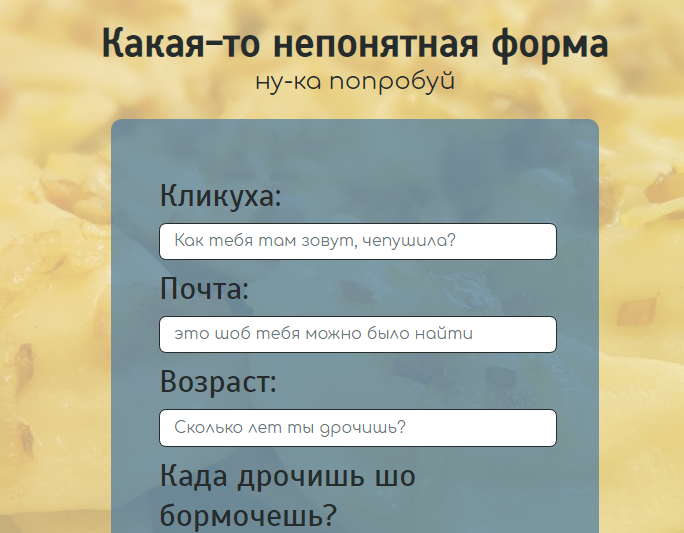 Какая-то непонятная форма
ну-ка попробуй
Кликуха:
Как тебя там зовут, чепушила?
Почта:
это шоб тебя можно было найти
Возраст:
Сколько лет ты дрочишь?
Када дрочишь шо
бормочешь?